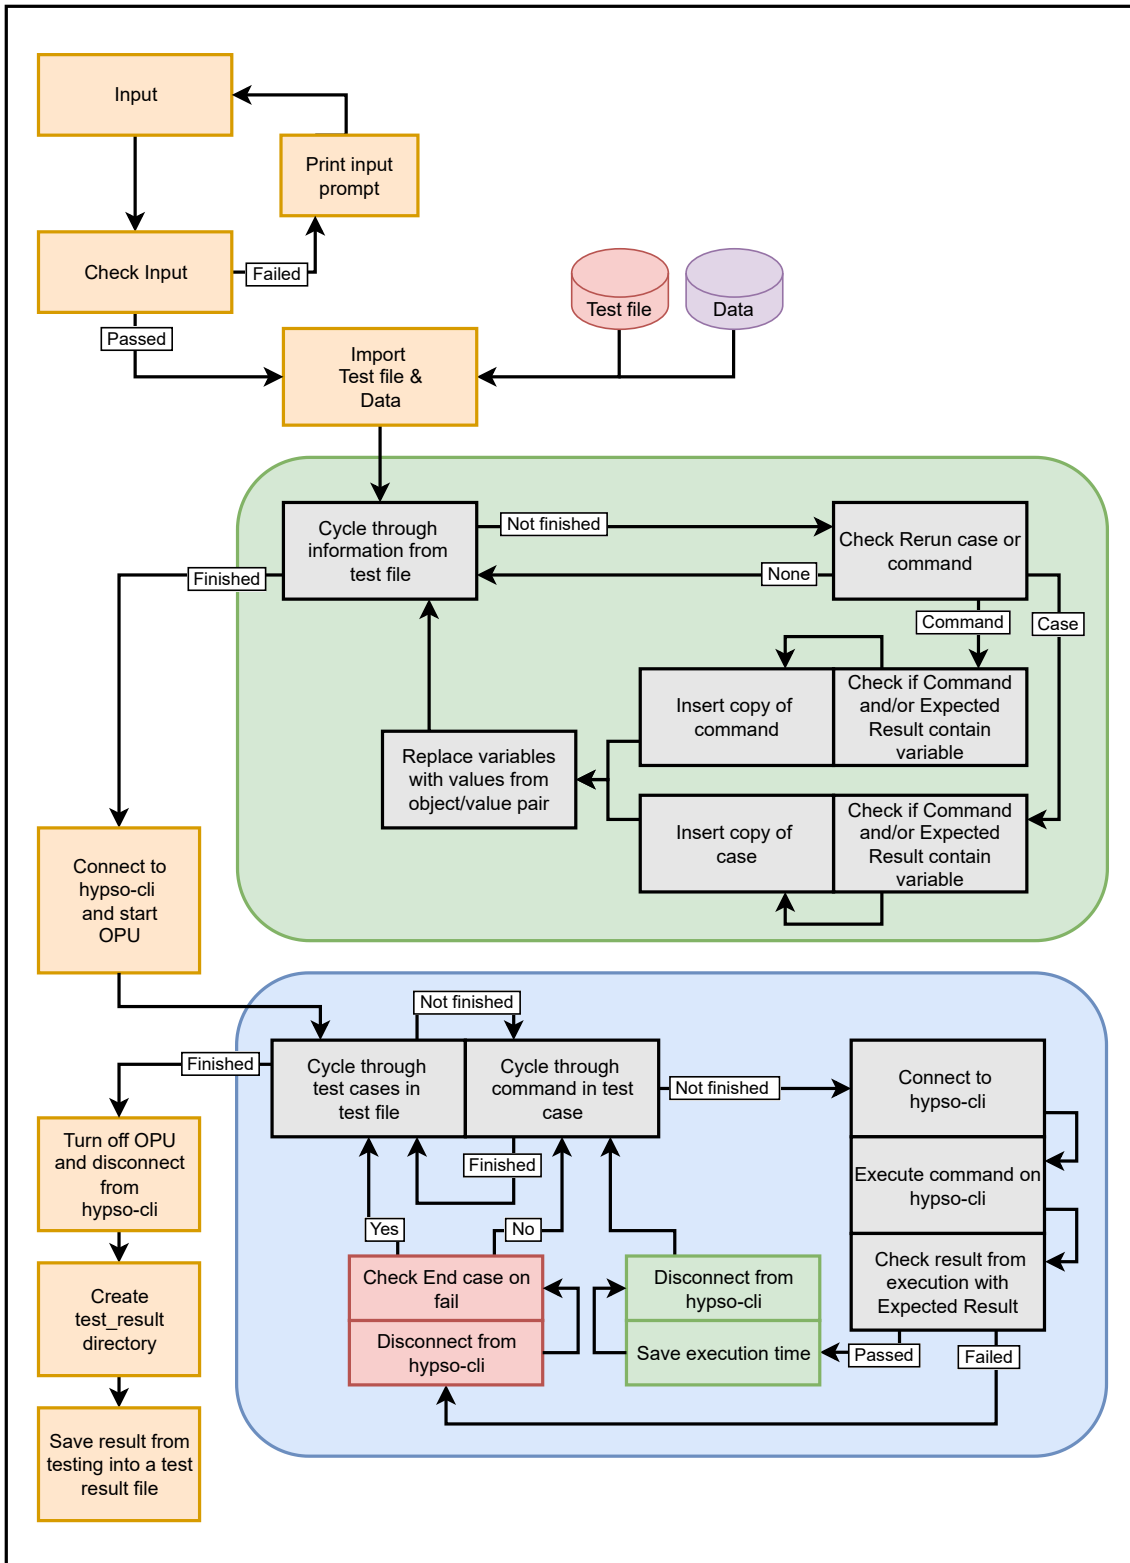 Input
Print input
prompt
Check Input
Failed
Passed
Test file
Data
Import
Test file &
Data
Cycle through
information from
test file
Not finished
Check Rerun case or
command
None
Finished
Command
Case
Insert copy of
command
Check if Command
and/or Expected
Result contain
variable
Replace variables
with values from
object/value pair
Insert copy of
case
Check if Command
and/or Expected
Result contain
variable
Connect to
hypso-cli
and start
OPU
Not finished
Finished
Cycle through
test cases in
test file
Cycle through
command in test
case
Not finished
Connect to
hypso-cli
Turn off OPU
and disconnect
from
hypso-cli
Finished
Execute command on
hypso-cli
Yes
No
Check End case on
fail
Disconnect from
hypso-cli
Check result from
execution with
Expected Result
Create
test_result
directory
Disconnect from
hypso-cli
Save execution time
Passed
Failed
Save result from
testing into a test
result file